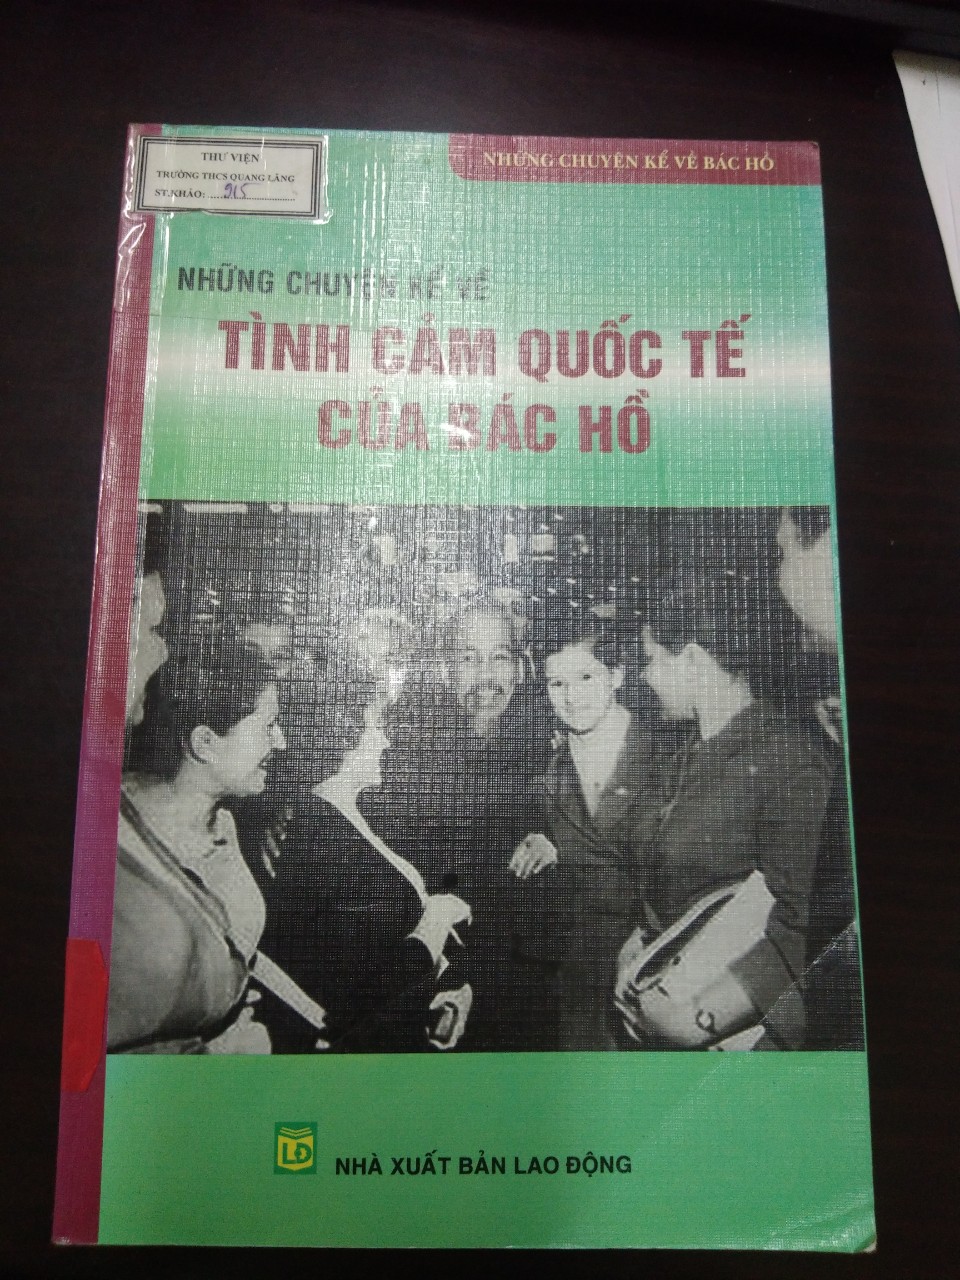 THƯ VIỆN
TRƯỜNG THCS QUANG LÃNG
ST.KHẢO: 915
NHỮNG CHUYỆN KỂ VỀ BÁC HỒ
NHỮNG CHUYỆN KỂ VỀ
TÌNH CẢM QUỐC TẾ
CỦA BÁC HỒ
LĐ
NHÀ XUẤT BẢN LAO ĐỘNG